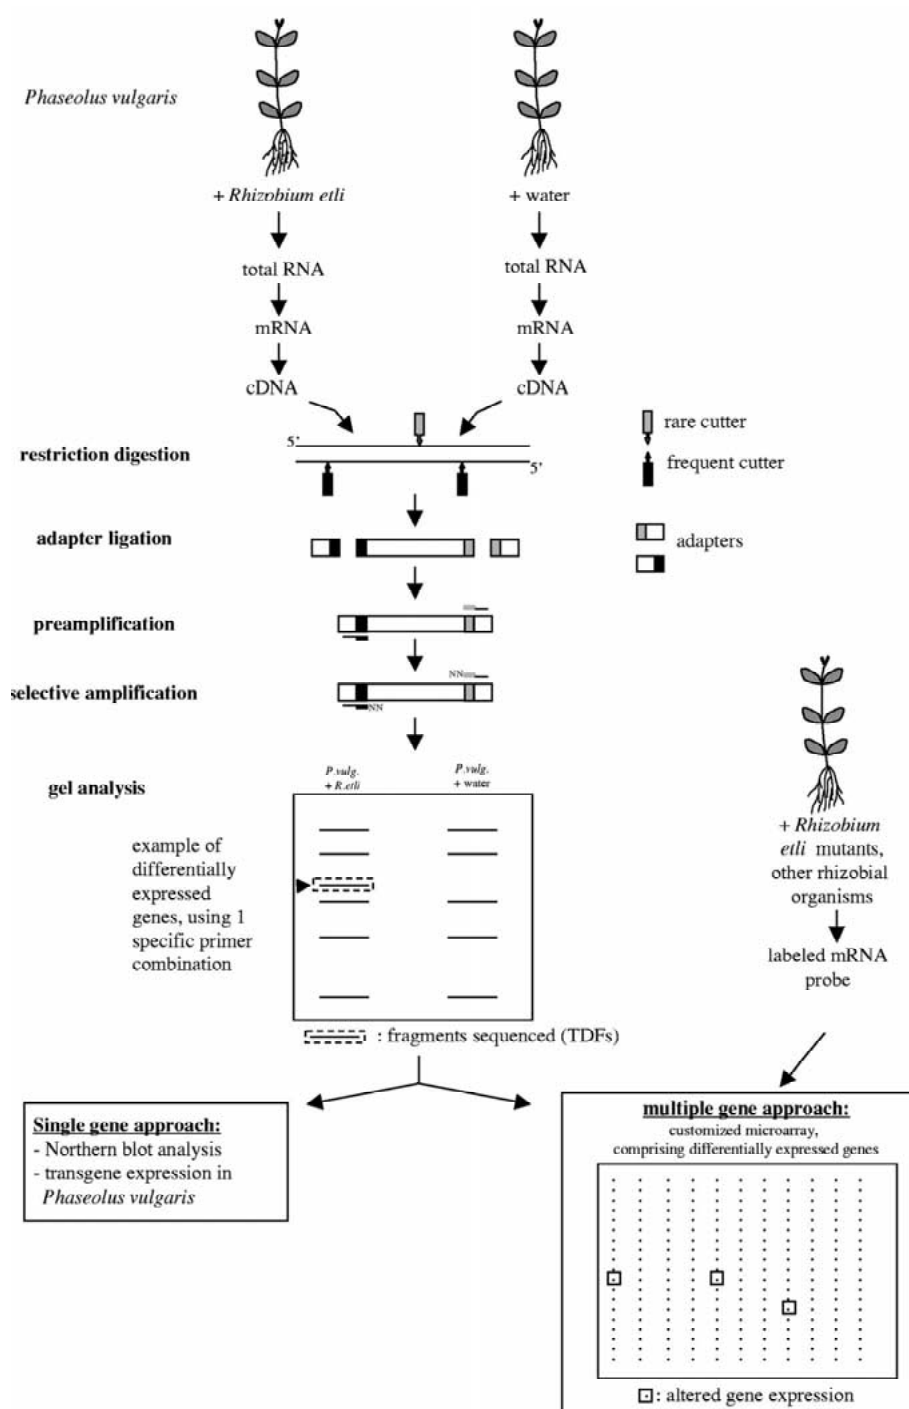 Phaseolus vulgaris
+ Rhizobium etli
+ water
total RNA
total RNA
mRNA
mRNA
cDNA
cDNA
5'
5'
rare cutter
frequent cutter
restriction digestion
adapter ligation
adapters
preamplification
NN
selective amplification
NN
gel analysis
P.vulg.
+ R.etli
P.vulg.
+ water
example of
differentially
expressed
genes, using 1
specific primer
combination
: fragments sequenced (TDFs)
+ Rhizobium
etli mutants,
other rhizobial
organisms
labeled mRNA
probe
Single gene approach:
- Northern blot analysis
- transgene expression in
Phaseolus vulgaris
multiple gene approach:
customized microarray,
comprising differentially expressed genes
: altered gene expression